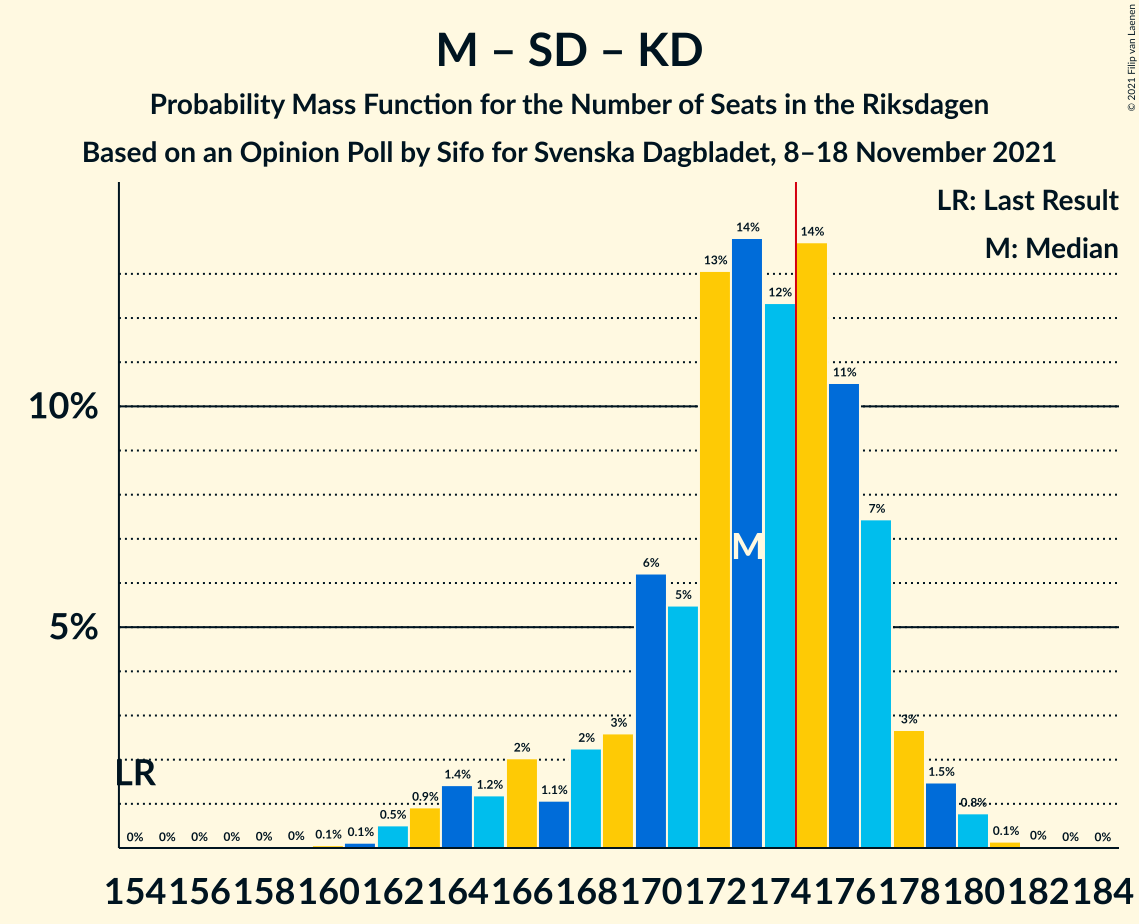 M – SD – KD
Probability Mass Function for the Number of Seats in the Riksdagen
Based on an Opinion Poll by Sifo for Svenska Dagbladet, 8–18 November 2021
© 2021 Filip van Laenen
LR: Last Result
M: Median
10%
5%
LR
M
0% 0% 0% 0% 0% 0% 0.1% 0.1% 0.5% 0.9% 1.4% 1.2% 2% 1.1% 2% 3% 6% 5% 13% 14% 12% 14% 11% 7% 3% 1.5% 0.8% 0.1% 0% 0% 0%
154 156 158 160 162 164 166 168 170 172 174 176 178 180 182 184